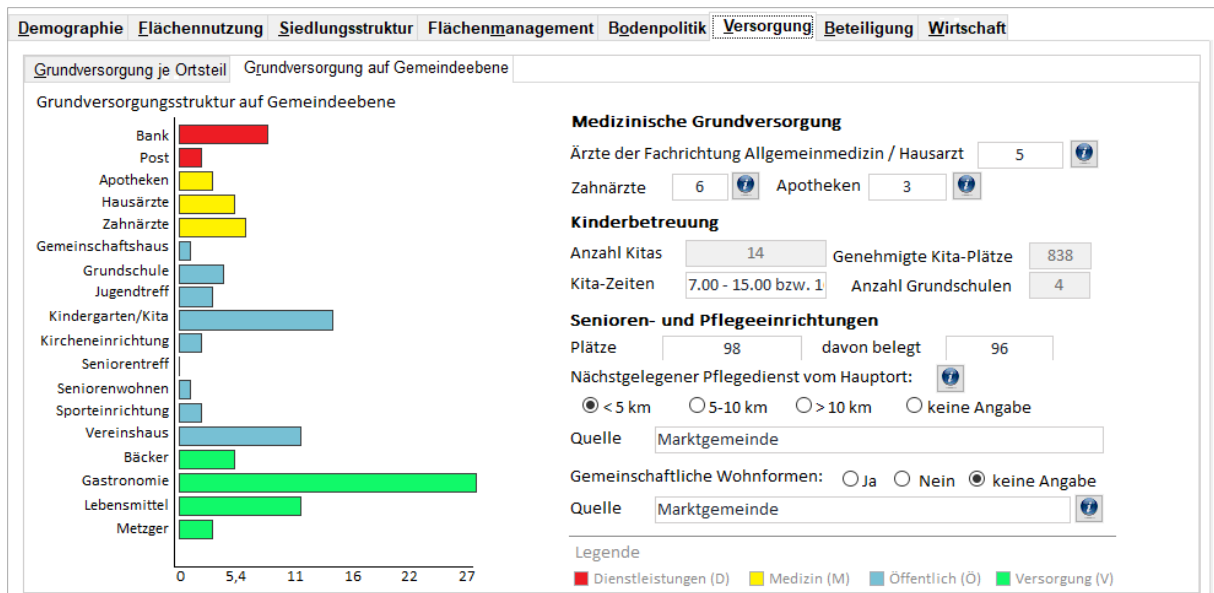 Demographie Flächennutzung Siedlungsstruktur Flächenmanagement Bodenpolitik Versorgung Beteiligung Wirtschaft
Grundversorgung je Ortsteil Grundversorgung auf Gemeindeebene
Grundversorgungsstruktur auf Gemeindeebene
Bank
Post
Apotheken
Hausärzte
Zahnärzte
Gemeinschaftshaus
Grundschule
Jugendtreff
Kindergarten/Kita
Kircheneinrichtung
Seniorentreff
Seniorenwohnen
Sporteinrichtung
Vereinshaus
Bäcker
Gastronomie
Lebensmittel
Metzger
0 5,4 11 16 22 27
Medizinische Grundversorgung
Ärzte der Fachrichtung Allgemeinmedizin / Hausarzt 5 i
Zahnärzte 6 i Apotheken 3 i
Kinderbetreuung
Anzahl Kitas 14 Genehmigte Kita-Plätze 838
Kita-Zeiten 7.00 - 15.00 bzw. 1 Anzahl Grundschulen 4
Senioren- und Pflegeeinrichtungen
Plätze 98 davon belegt 96
Nächstgelegener Pflegedienst vom Hauptort: i
< 5 km 5-10 km > 10 km keine Angabe
Quelle Marktgemeinde
Gemeinschaftliche Wohnformen: Ja Nein keine Angabe
Quelle Marktgemeinde i
Legende
Dienstleistungen (D) Medizin (M) Öffentlich (Ö) Versorgung (V)